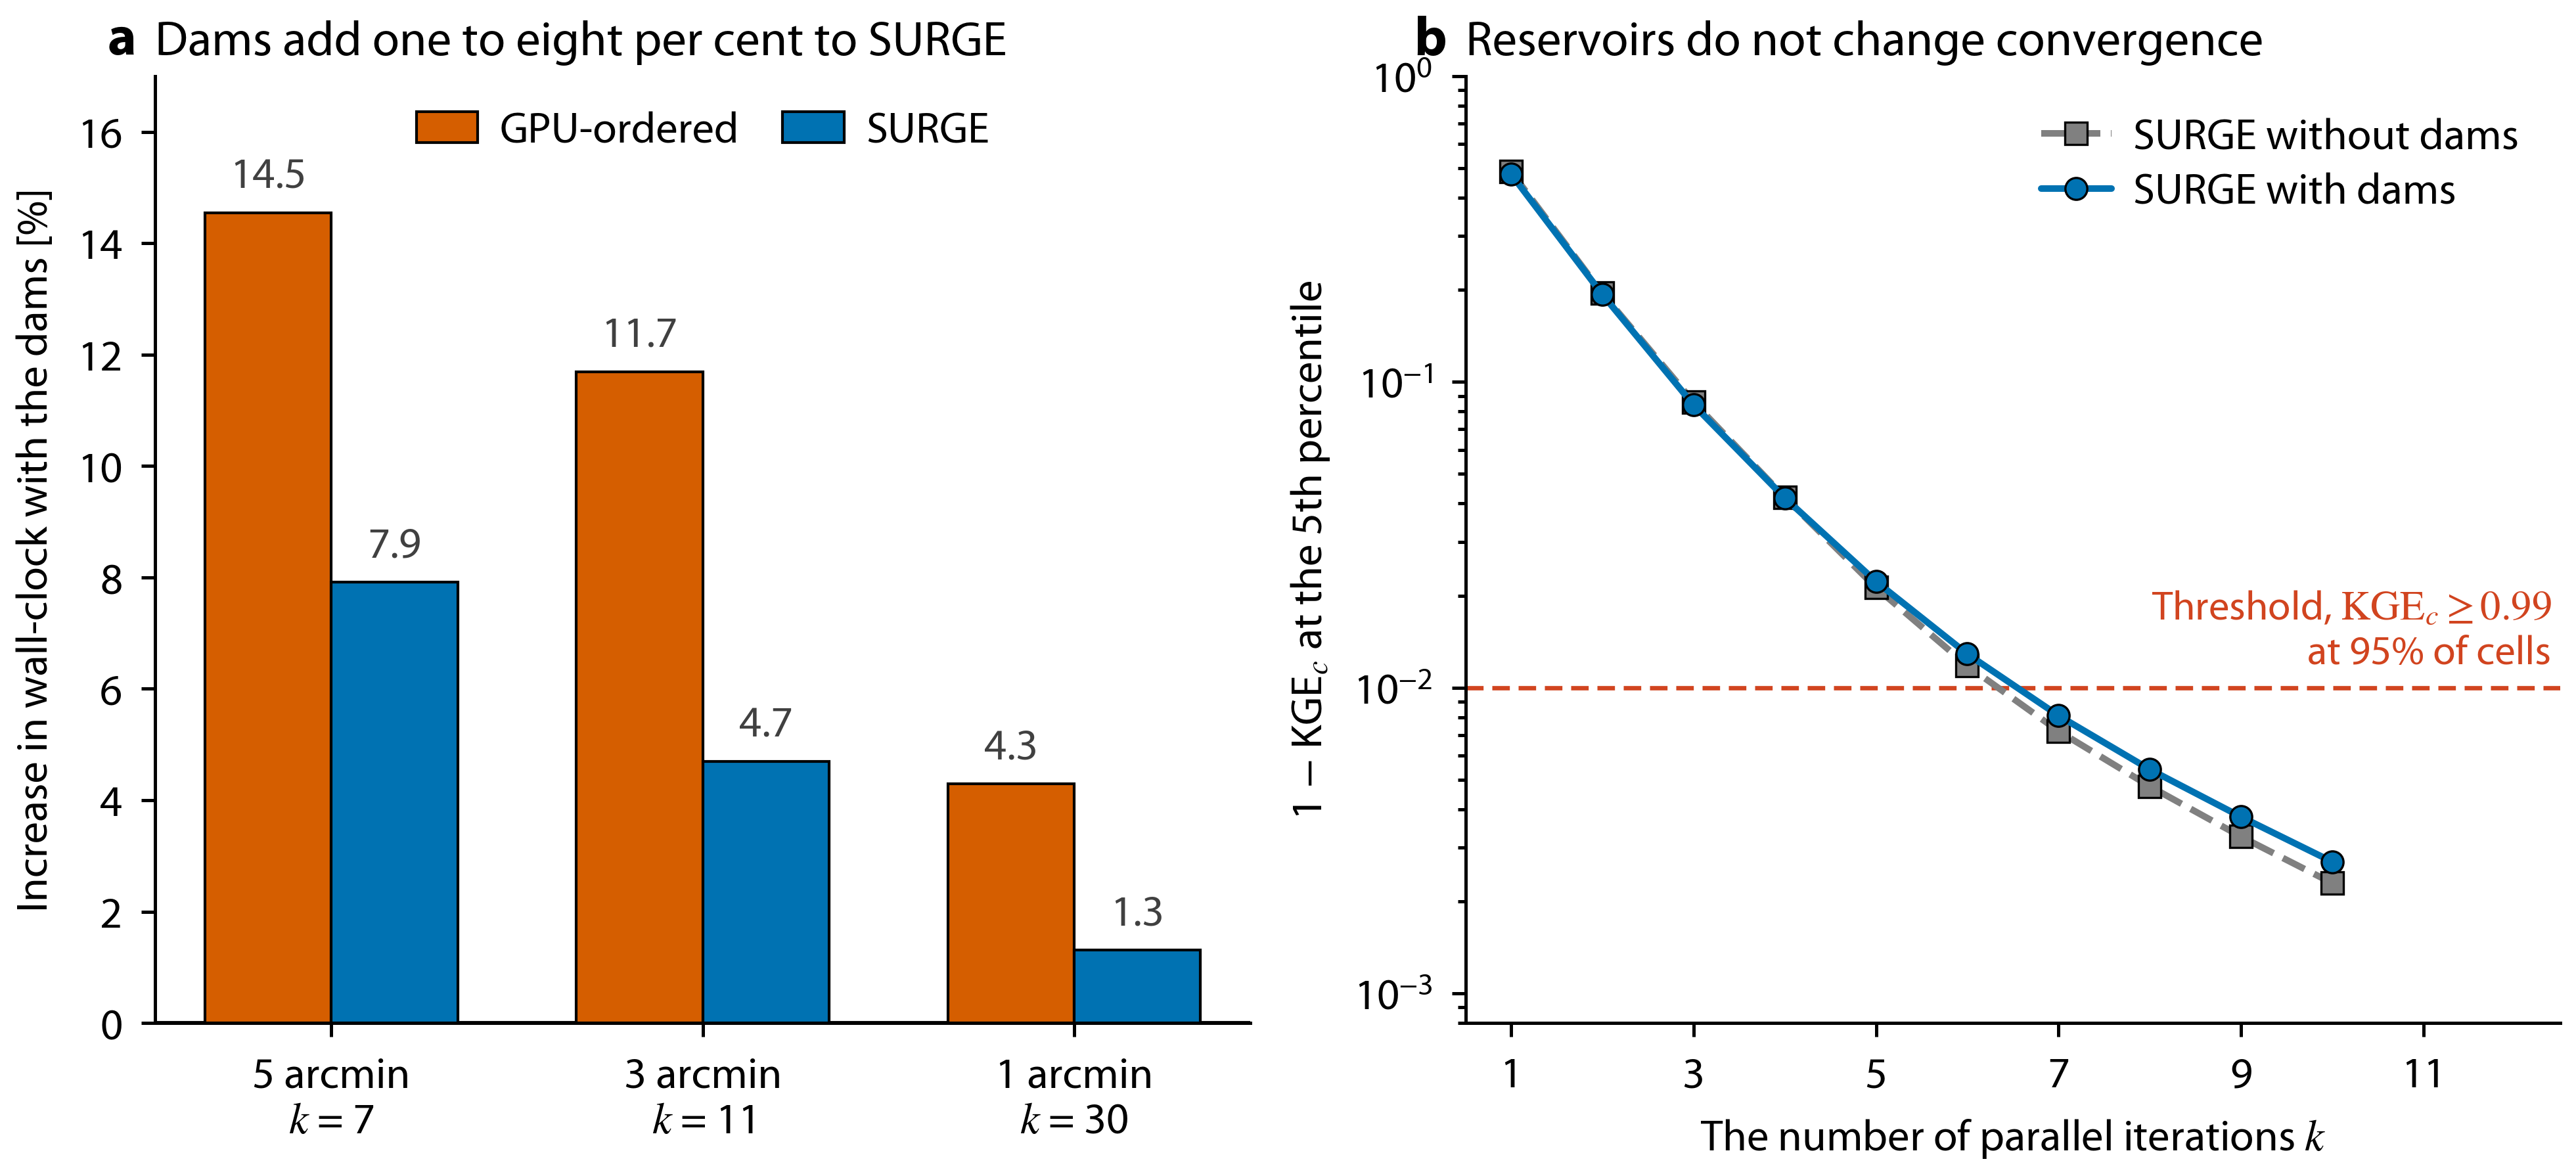 a Dams add one to eight per cent to SURGE
GPU-ordered
SURGE
Increase in wall-clock with the dams [%]
16
14
12
10
8
6
4
2
0
14.5
7.9
11.7
4.7
4.3
1.3
5 arcmin
k = 7
3 arcmin
k = 11
1 arcmin
k = 30
b Reservoirs do not change convergence
SURGE without dams
SURGE with dams
1 − KGE_c at the 5th percentile
10⁰
10⁻¹
10⁻²
10⁻³
Threshold, KGE_c ≥ 0.99
at 95% of cells
1
3
5
7
9
11
The number of parallel iterations k